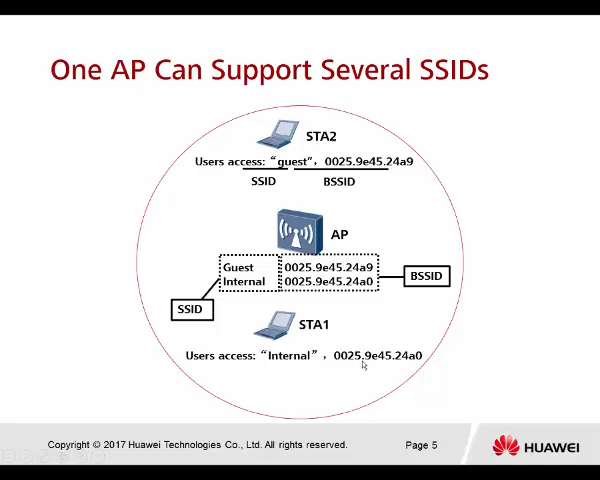 One AP Can Support Several SSIDs
STA2
Users access: “guest”, 0025.9e45.24a9
SSID BSSID
AP
Guest 0025.9e45.24a9
Internal 0025.9e45.24a0
BSSID
SSID
STA1
Users access: “Internal”, 0025.9e45.24a0
Copyright © 2017 Huawei Technologies Co., Ltd. All rights reserved. Page 5 HUAWEI